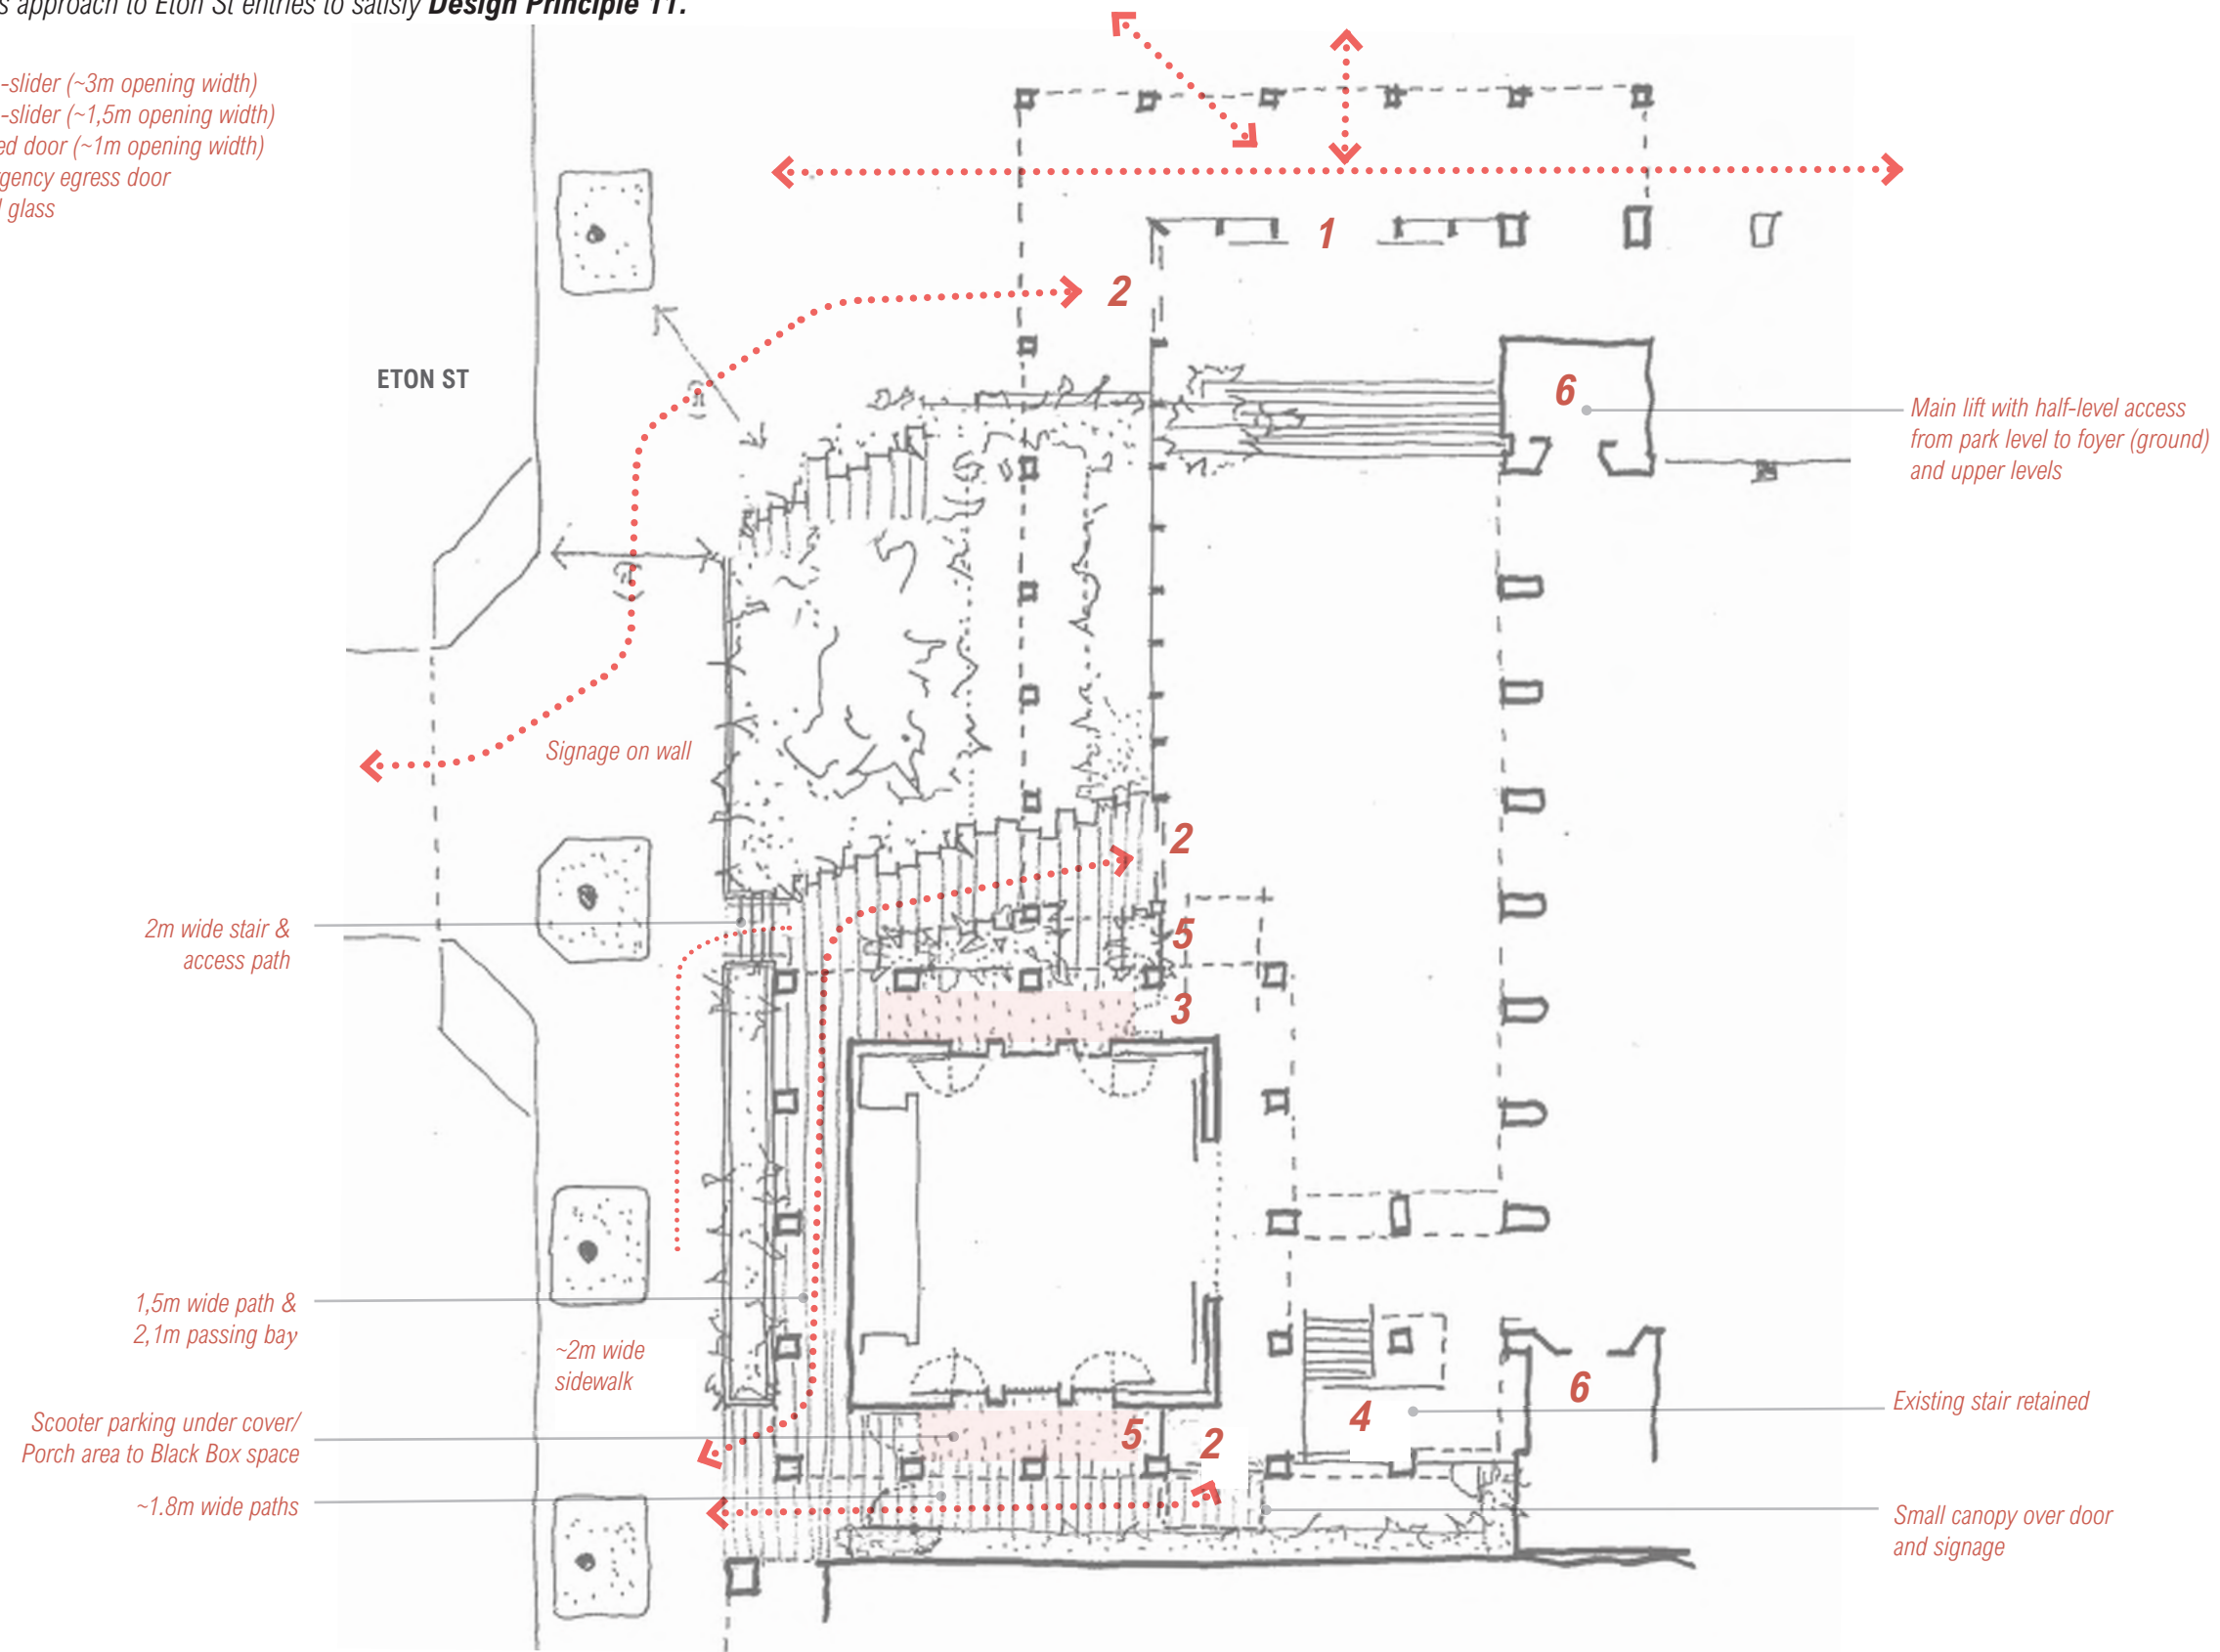 s approach to Eton St entries to satisfy Design Principle 11.
-slider (~3m opening width)
-slider (~1,5m opening width)
ed door (~1m opening width)
rgency egress door
l glass
1
2
ETON ST
6
Main lift with half-level access
from park level to foyer (ground)
and upper levels
Signage on wall
2
2m wide stair &
access path
5
3
1,5m wide path &
2,1m passing bay
~2m wide
sidewalk
6
Existing stair retained
4
Scooter parking under cover/
Porch area to Black Box space
5
2
~1.8m wide paths
Small canopy over door
and signage